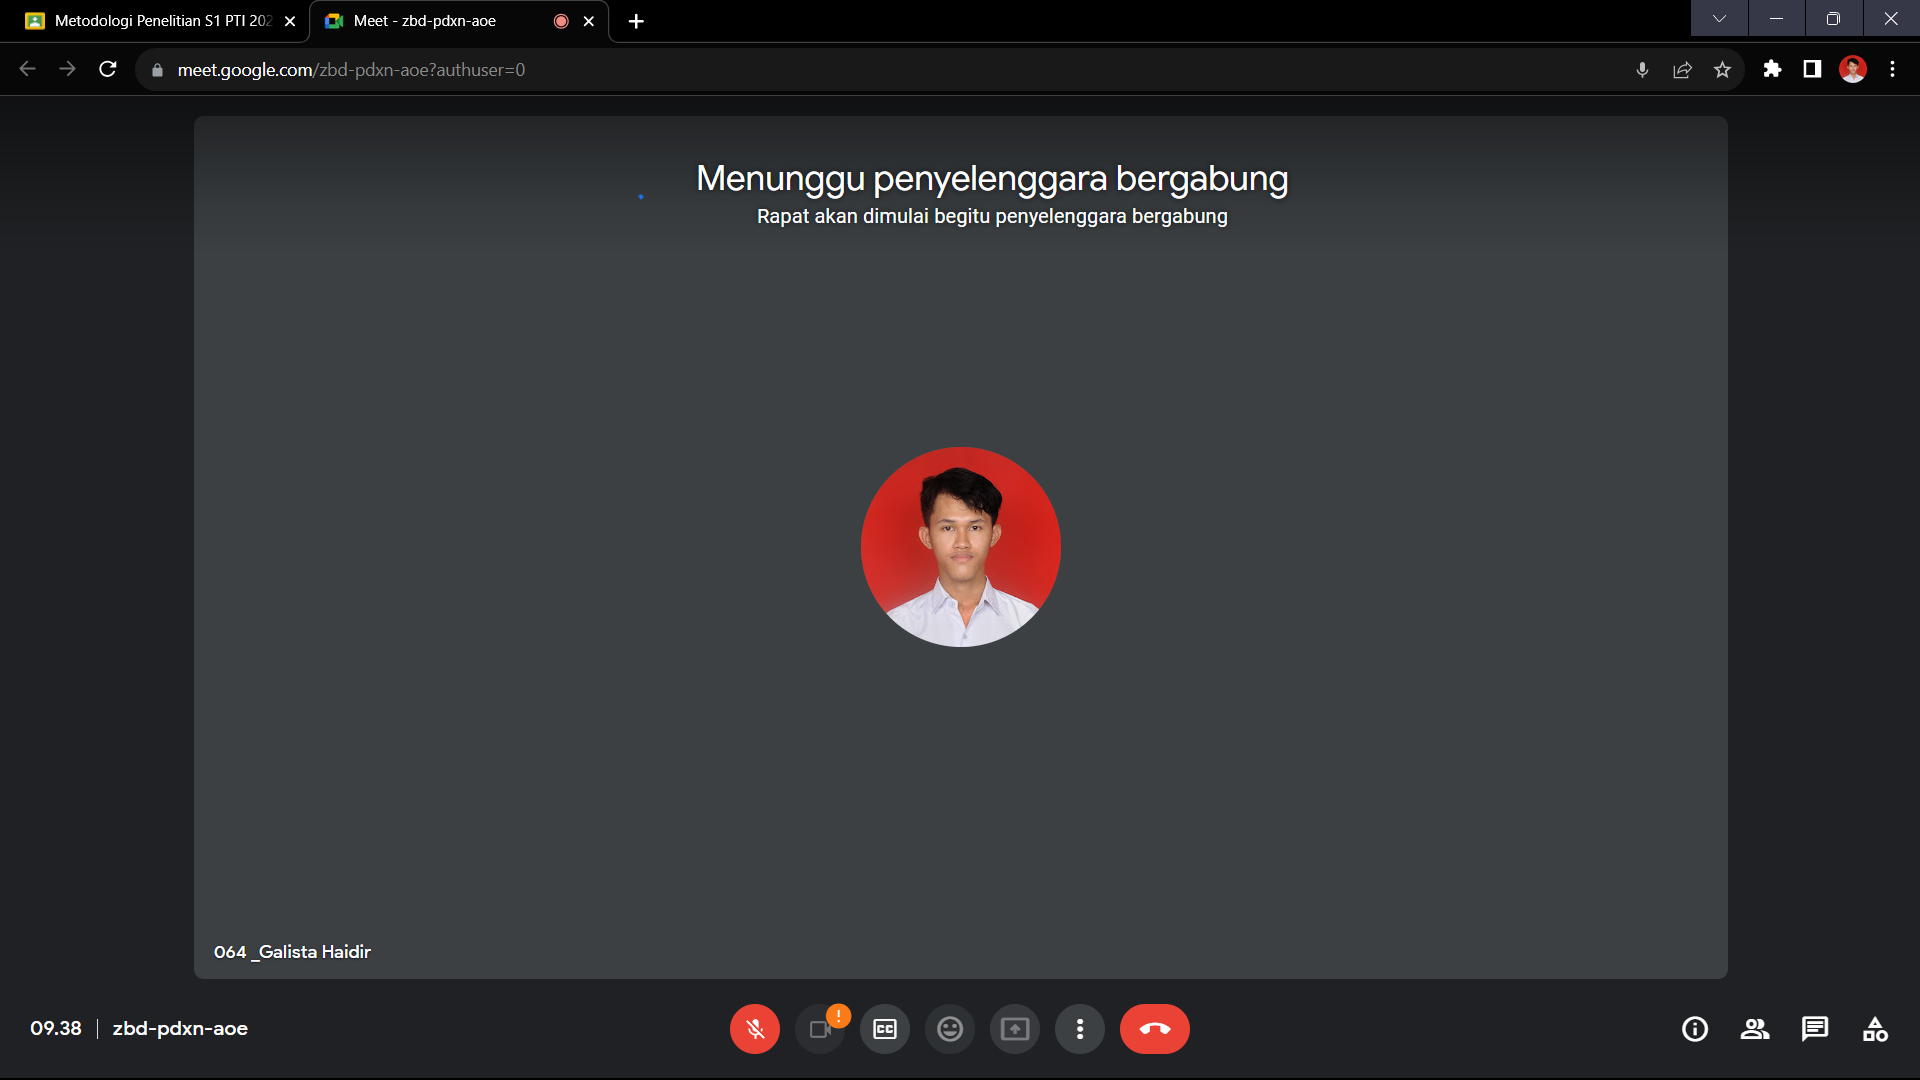 Metodologi Penelitian S1 PTI 202
Meet - zbd-pdxn-aoe
meet.google.com/zbd-pdxn-aoe?authuser=0
Menunggu penyelenggara bergabung
Rapat akan dimulai begitu penyelenggara bergabung
064 _Galista Haidir
09.38 | zbd-pdxn-aoe
!
CC